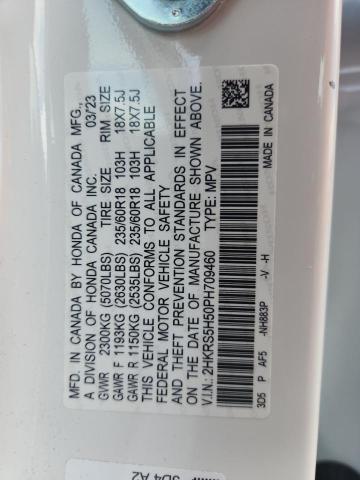 MFD. IN CANADA BY HONDA OF CANADA MFG.,
A DIVISION OF HONDA CANADA INC. 03/23
GVWR 2300KG (5070LBS) TIRE SIZE RIM SIZE
GAWR F 1193KG (2630LBS) 235/60R18 103H 18X7.5J
GAWR R 1150KG (2535LBS) 235/60R18 103H 18X7.5J
THIS VEHICLE CONFORMS TO ALL APPLICABLE
FEDERAL MOTOR VEHICLE SAFETY
AND THEFT PREVENTION STANDARDS IN EFFECT
ON THE DATE OF MANUFACTURE SHOWN ABOVE.
V.I.N.: 2HKRS5H50PH709460 TYPE: MPV
3D5 P AF5 -NH883P -V -H
MADE IN CANADA
3D4 A2